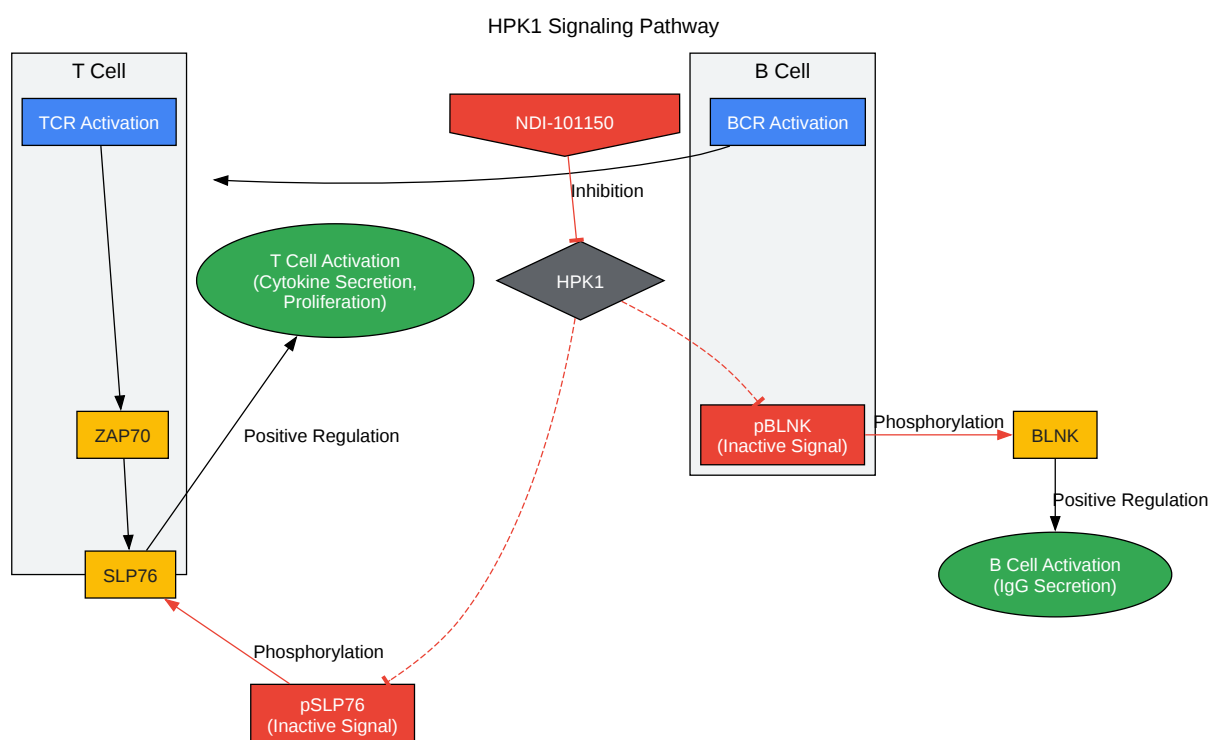 HPK1 Signaling Pathway
T Cell
B Cell
TCR Activation
NDI-101150
BCR Activation
Inhibition
T Cell Activation
(Cytokine Secretion,
Proliferation)
HPK1
ZAP70
Positive Regulation
pBLNK
(Inactive Signal)
Phosphorylation
BLNK
Positive Regulation
SLP76
B Cell Activation
(IgG Secretion)
Phosphorylation
pSLP76
(Inactive Signal)